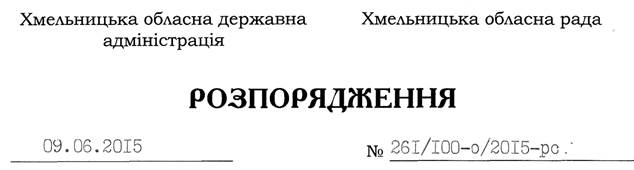 Хмельницька обласна державна адміністрація
Хмельницька обласна рада
РОЗПОРЯДЖЕННЯ
09.06.2015 № 261/100-о/2015-рс.